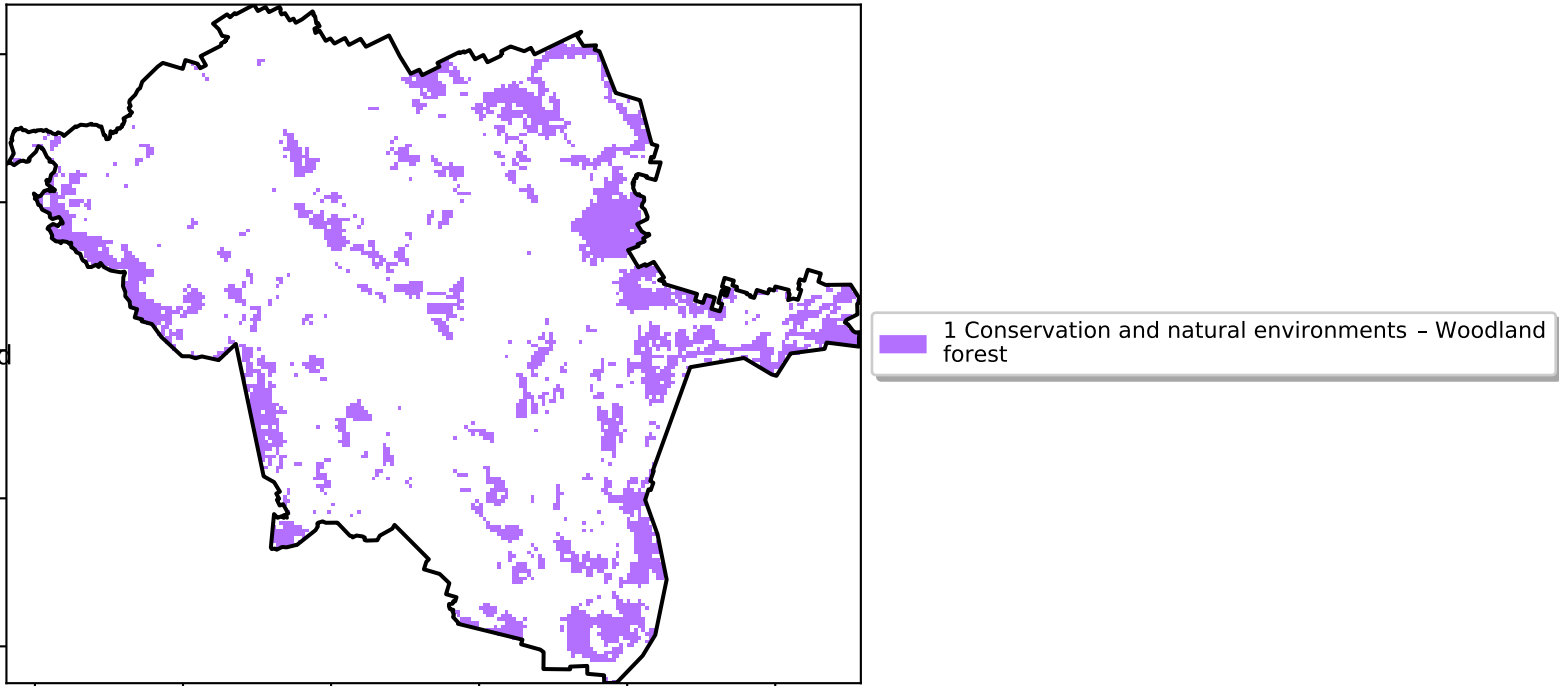 d
1 Conservation and natural environments – Woodland
forest